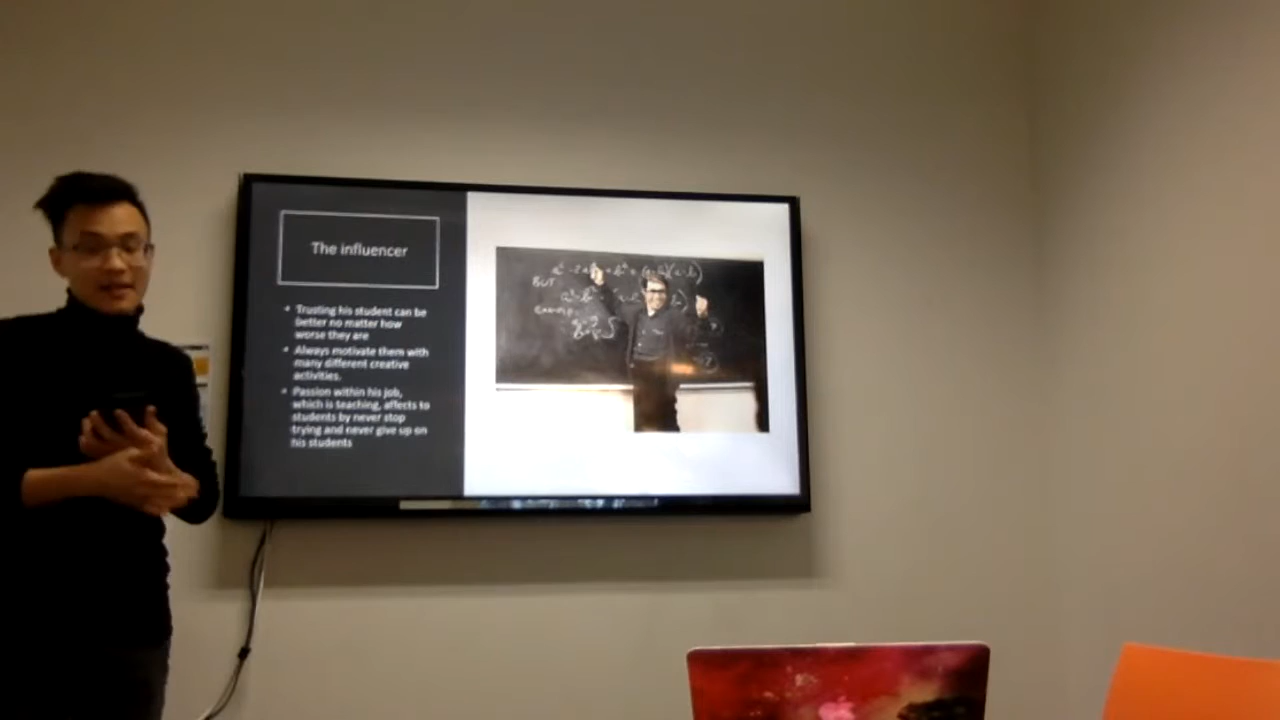 The influencer
Trusting his student can be
better no matter how
worse they are
Always motivate them with
many different creative
activities.
Passion within his job,
which is teaching, affects to
students by never stop
trying and never give up on
his students
BUT
EXAMPLE